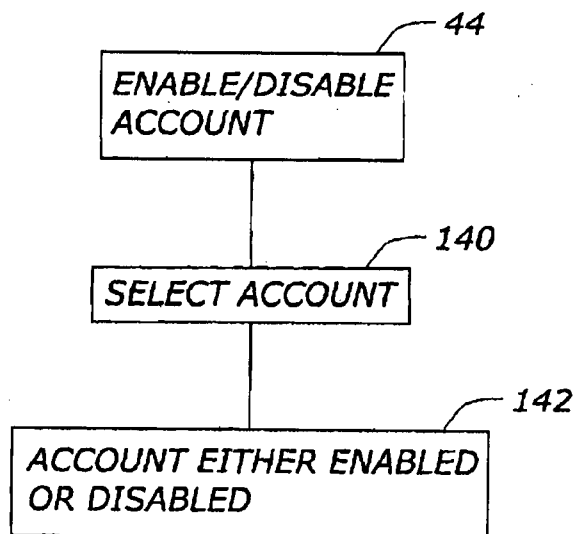 44
ENABLE/DISABLE
ACCOUNT
140
SELECT ACCOUNT
142
ACCOUNT EITHER ENABLED
OR DISABLED